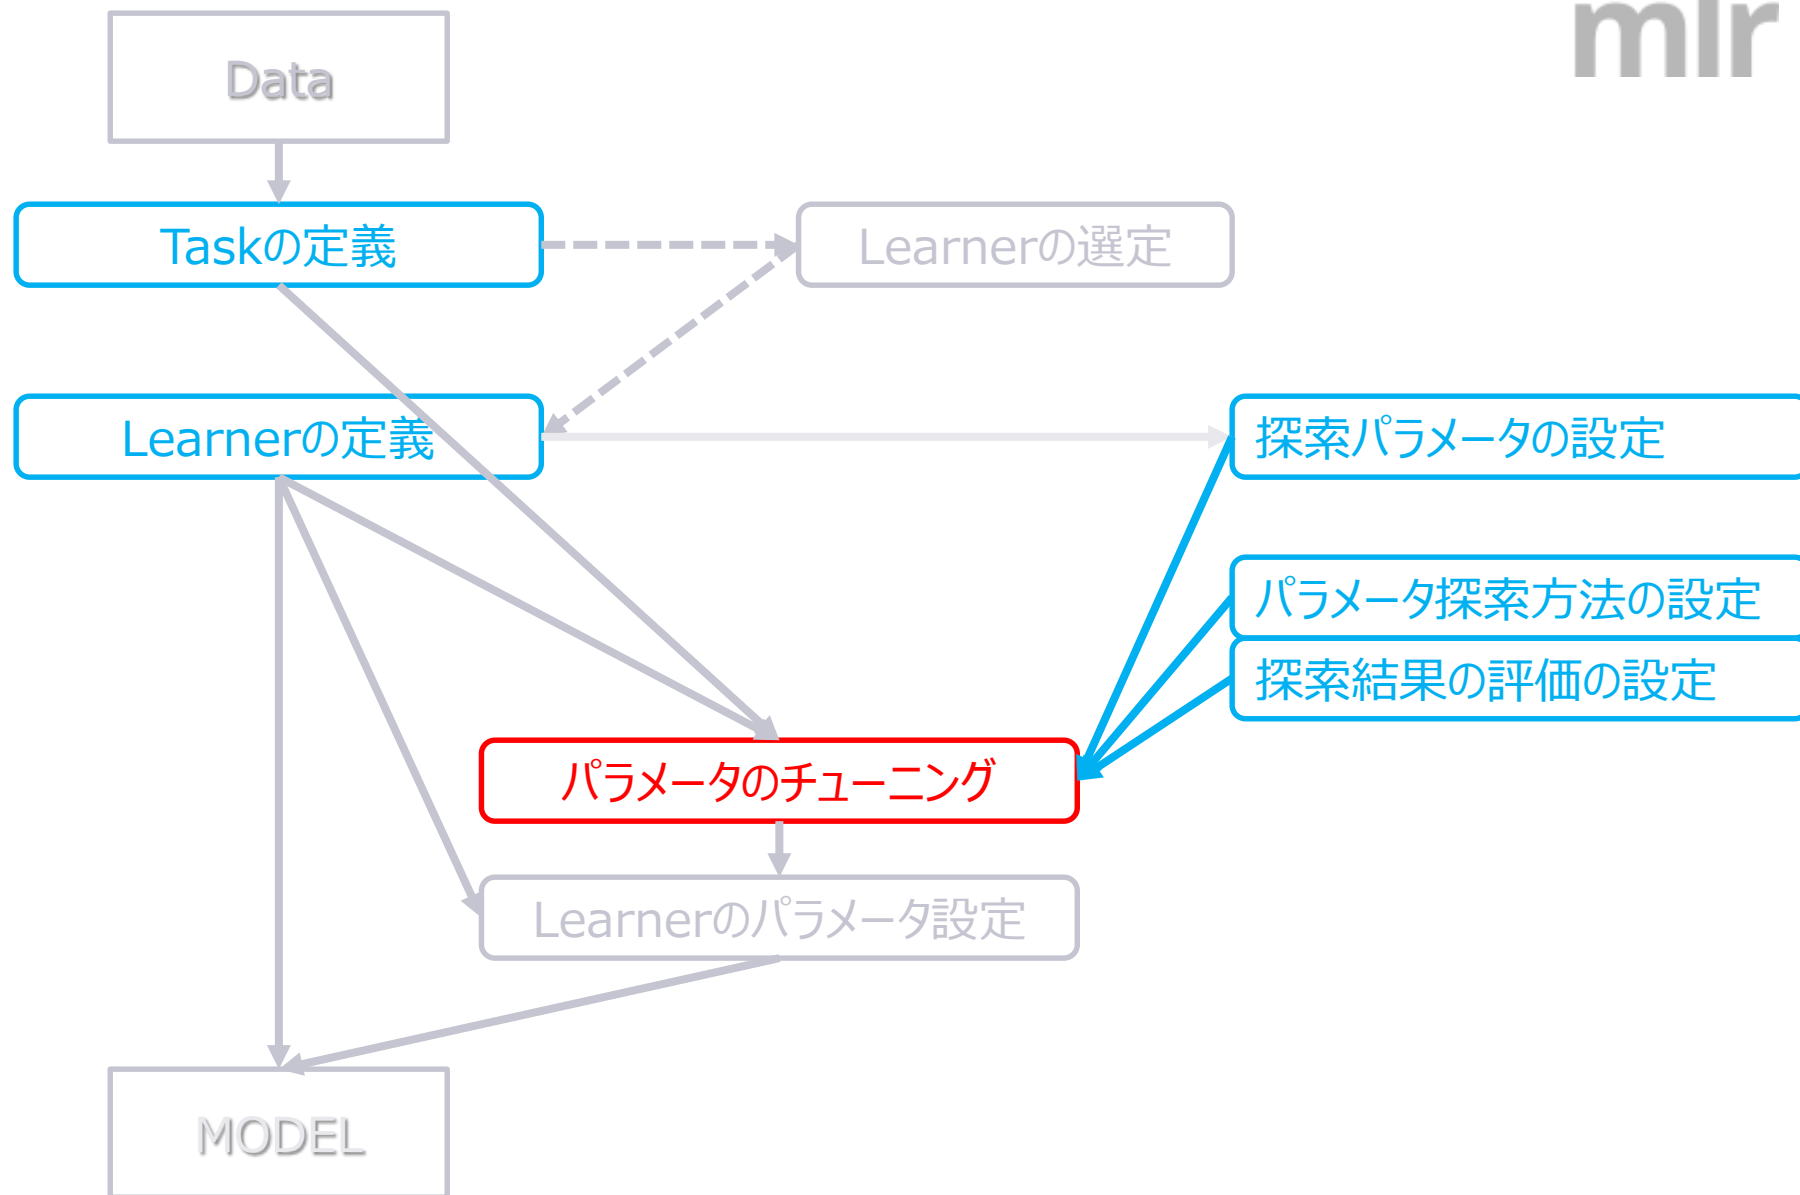 mlr
Data
Taskの定義
Learnerの選定
Learnerの定義
探索パラメータの設定
パラメータ探索方法の設定
探索結果の評価の設定
パラメータのチューニング
Learnerのパラメータ設定
MODEL